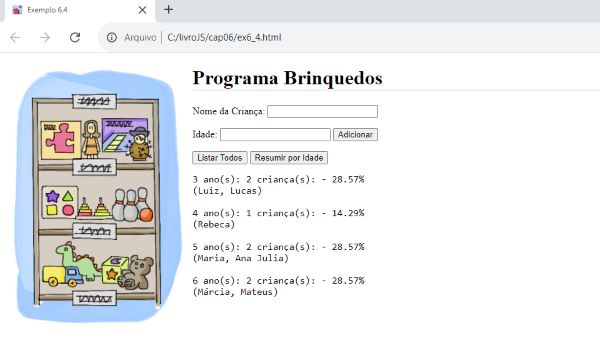 Exemplo 6.4
Arquivo C:/livroJS/cap06/ex6_4.html
Programa Brinquedos
Nome da Criança:
Idade: Adicionar
Listar Todos Resumir por Idade
3 ano(s): 2 criança(s): - 28.57%
(Luiz, Lucas)
4 ano(s): 1 criança(s): - 14.29%
(Rebeca)
5 ano(s): 2 criança(s): - 28.57%
(Maria, Ana Julia)
6 ano(s): 2 criança(s): - 28.57%
(Márcia, Mateus)